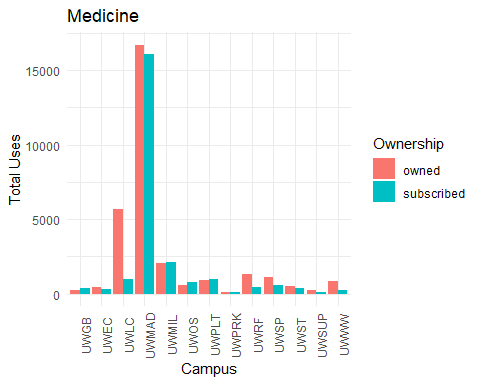 Medicine
Total Uses
15000
10000
5000
0
UWGB
UWEC
UWLC
UWMAD
UWMIL
UWOS
UWPLT
UWPRK
UWRF
UWSP
UWST
UWSUP
UWWW
Campus
Ownership
owned
subscribed